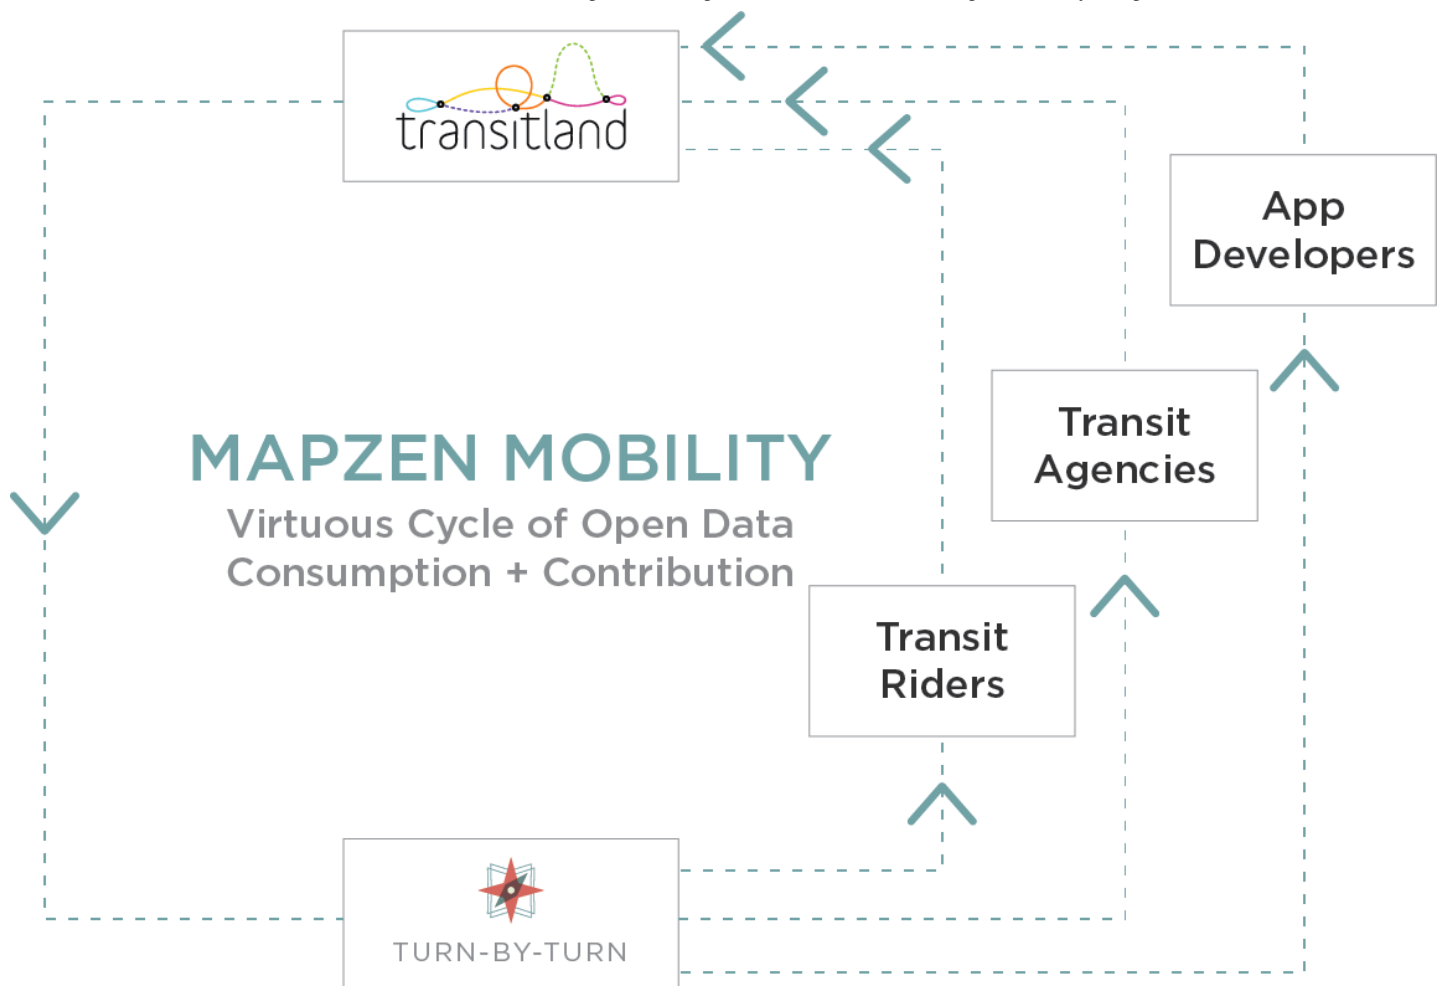 transitland
App
Developers
Transit
Agencies
MAPZEN MOBILITY
Virtuous Cycle of Open Data
Consumption + Contribution
Transit
Riders
TURN-BY-TURN